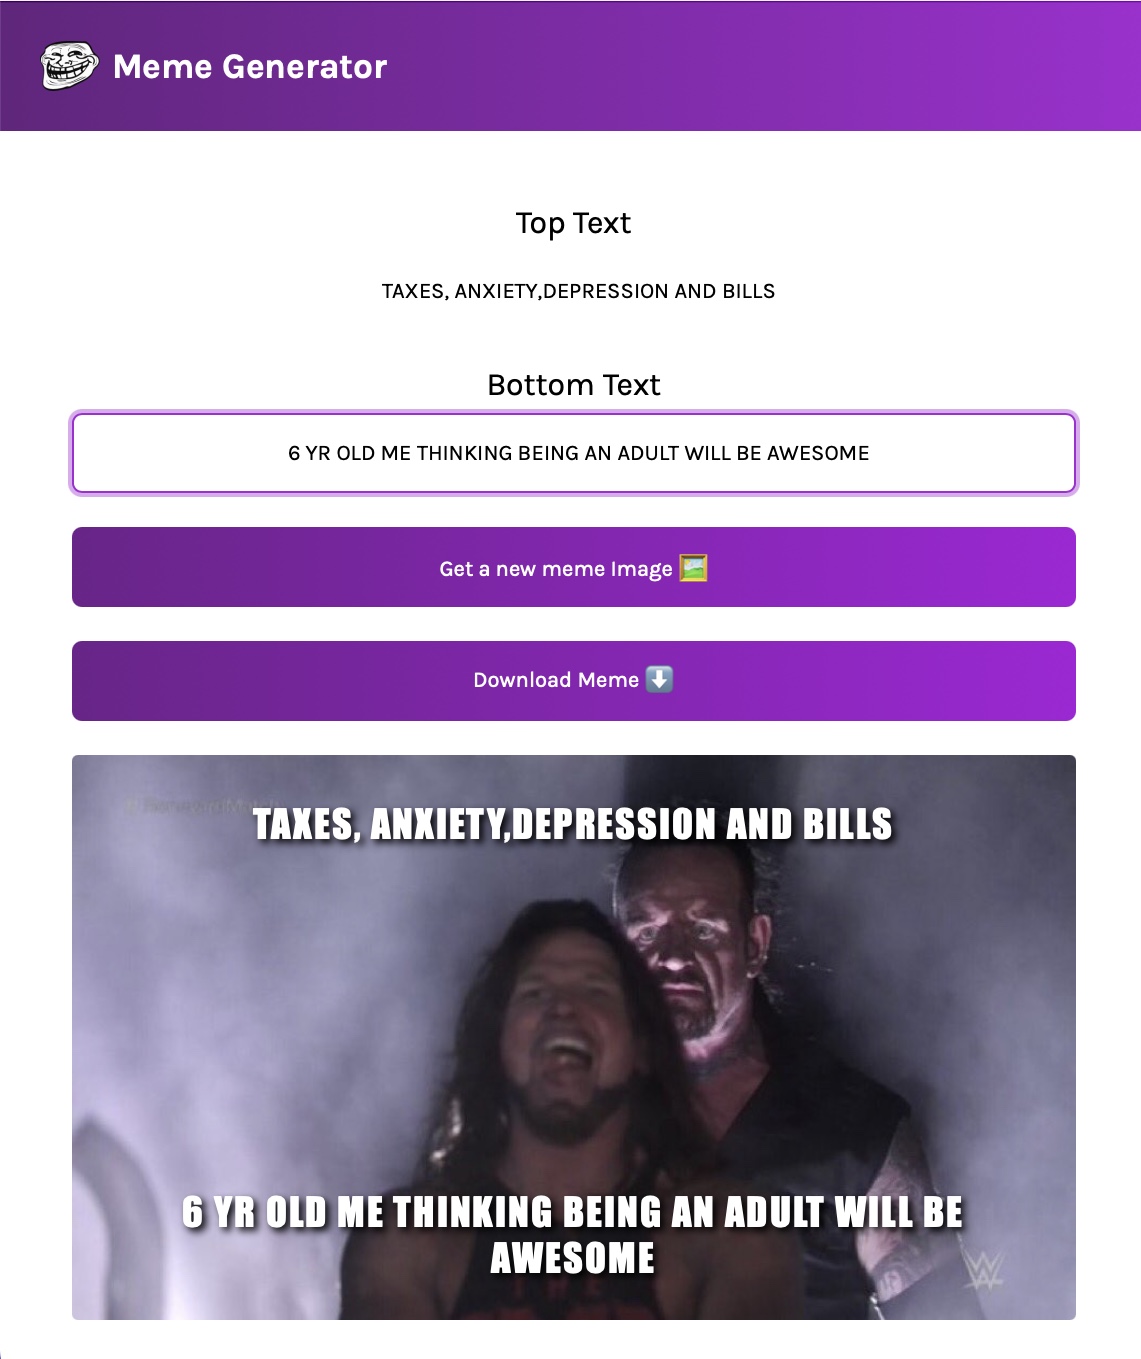 Meme Generator
Top Text
TAXES, ANXIETY,DEPRESSION AND BILLS
Bottom Text
6 YR OLD ME THINKING BEING AN ADULT WILL BE AWESOME
Get a new meme Image
Download Meme
TAXES, ANXIETY,DEPRESSION AND BILLS
6 YR OLD ME THINKING BEING AN ADULT WILL BE
AWESOME
THE
W